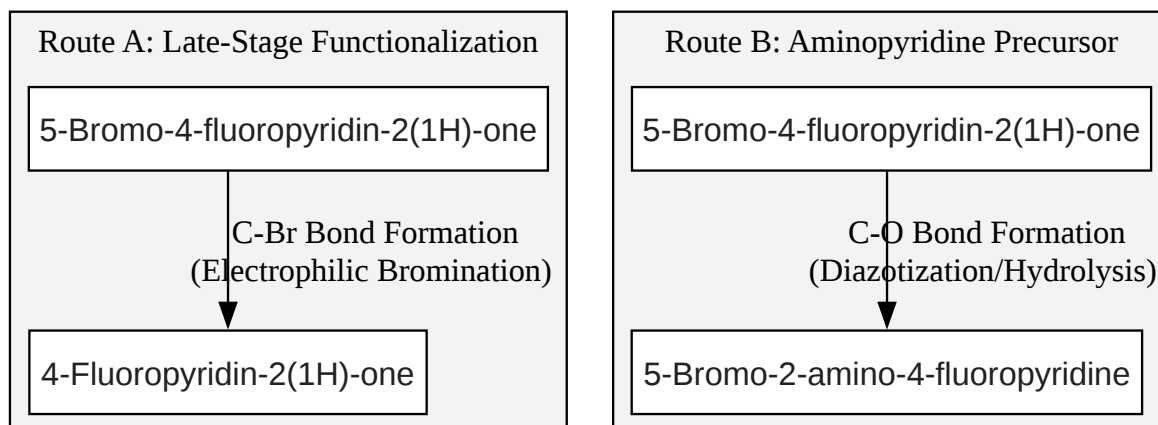 Route A: Late-Stage Functionalization
5-Bromo-4-fluoropyridin-2(1H)-one
C-Br Bond Formation
(Electrophilic Bromination)
4-Fluoropyridin-2(1H)-one
Route B: Aminopyridine Precursor
5-Bromo-4-fluoropyridin-2(1H)-one
C-O Bond Formation
(Diazotization/Hydrolysis)
5-Bromo-2-amino-4-fluoropyridine